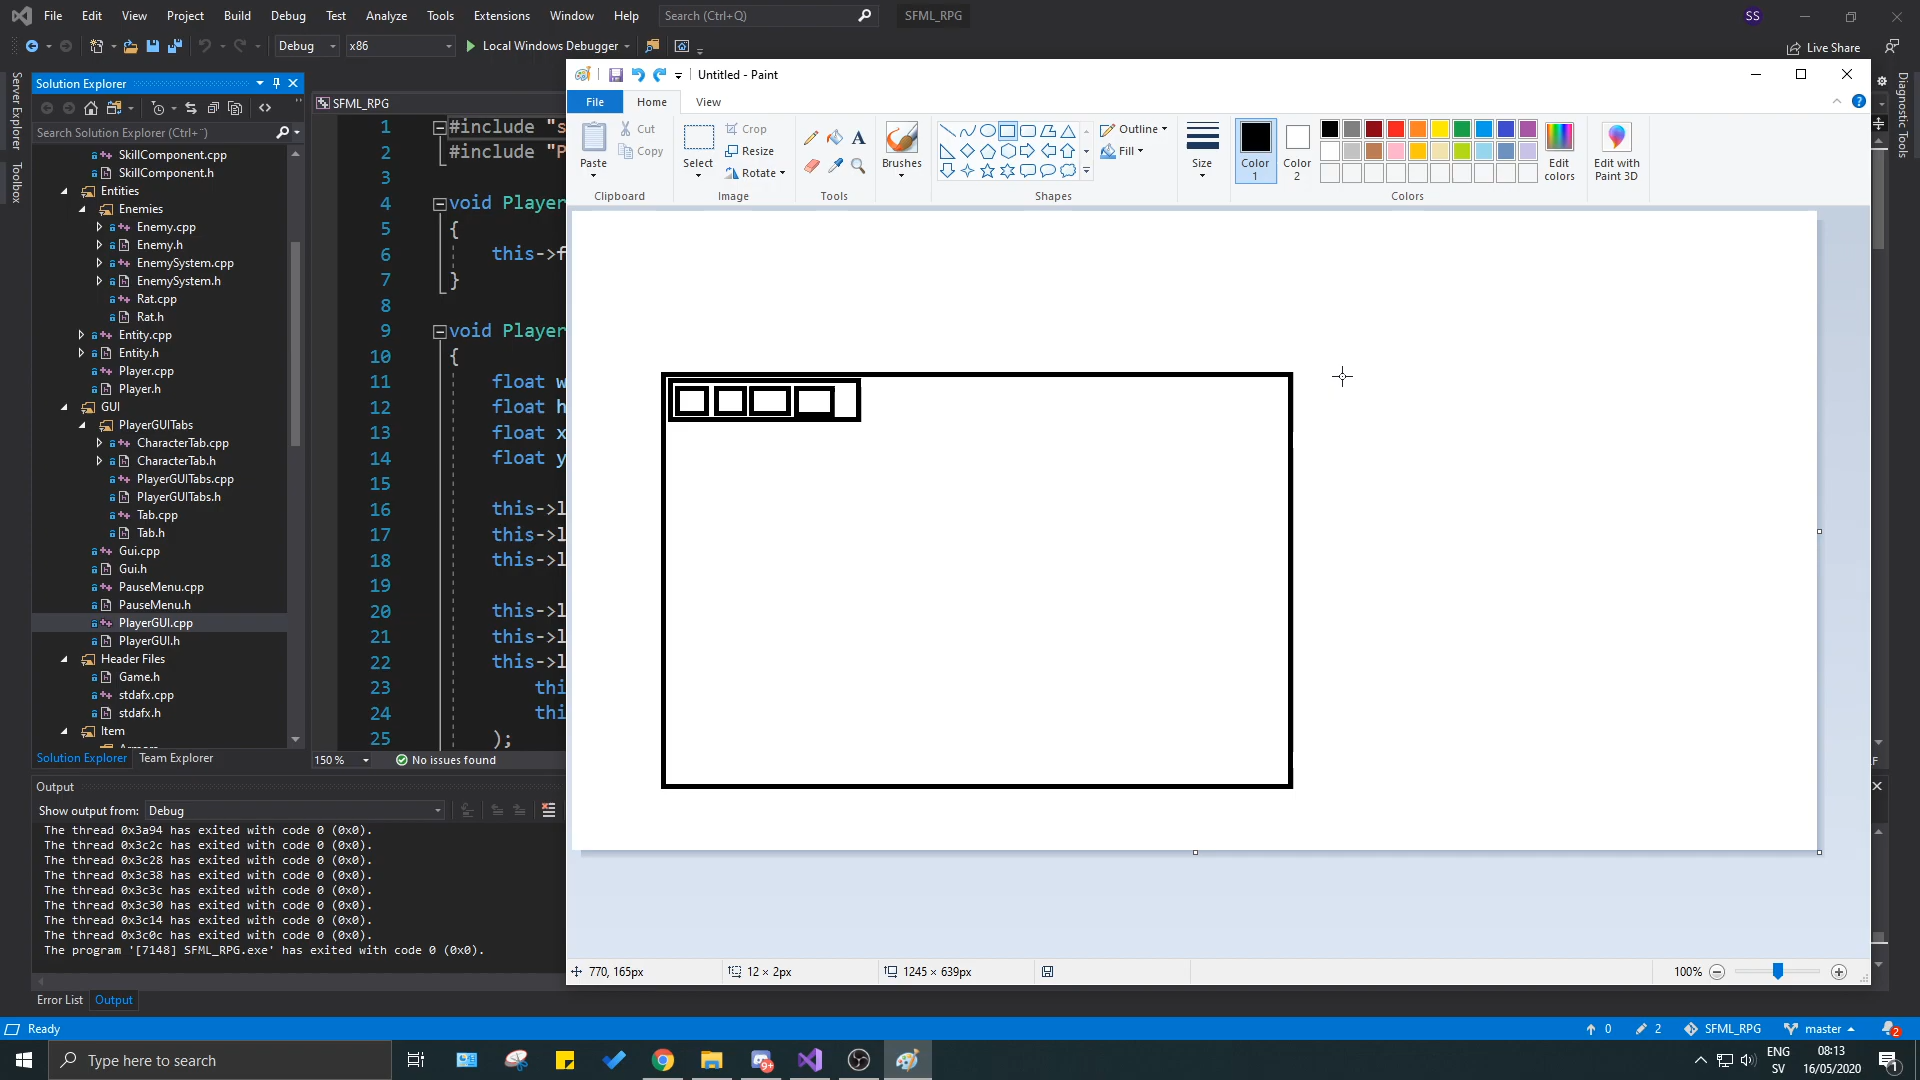 File Edit View Project Build Debug Test Analyze Tools Extensions Window Help Search (Ctrl+Q) SFML_RPG SS
Debug x86 Local Windows Debugger Live Share
Server Explorer
Toolbox
Solution Explorer
Search Solution Explorer (Ctrl+¨)
SkillComponent.cpp
SkillComponent.h
Entities
Enemies
Enemy.cpp
Enemy.h
EnemySystem.cpp
EnemySystem.h
Rat.cpp
Rat.h
Entity.cpp
Entity.h
Player.cpp
Player.h
GUI
PlayerGUITabs
CharacterTab.cpp
CharacterTab.h
PlayerGUITabs.cpp
PlayerGUITabs.h
Tab.cpp
Tab.h
Gui.cpp
Gui.h
PauseMenu.cpp
PauseMenu.h
PlayerGUI.cpp
PlayerGUI.h
Header Files
Game.h
stdafx.cpp
stdafx.h
Item
Solution Explorer Team Explorer
SFML_RPG
1 #include "s
2 #include "P
3
4 void Player
5 {
6 this->f
7 }
8
9 void Player
10 {
11 float w
12 float h
13 float x
14 float y
15
16 this->l
17 this->l
18 this->l
19
20 this->l
21 this->l
22 this->l
23 thi
24 thi
25 );
150 % No issues found
Output
Show output from: Debug
The thread 0x3a94 has exited with code 0 (0x0).
The thread 0x3c2c has exited with code 0 (0x0).
The thread 0x3c28 has exited with code 0 (0x0).
The thread 0x3c38 has exited with code 0 (0x0).
The thread 0x3c3c has exited with code 0 (0x0).
The thread 0x3c30 has exited with code 0 (0x0).
The thread 0x3c14 has exited with code 0 (0x0).
The thread 0x3c0c has exited with code 0 (0x0).
The program '[7148] SFML_RPG.exe' has exited with code 0 (0x0).
Error List Output
Untitled - Paint
File Home View
Paste Cut Copy
Clipboard
Select Crop Resize Rotate
Image
A
Tools
Brushes
Shapes
Outline Fill
Size
Color 1
Color 2
Colors
Edit colors
Edit with Paint 3D
770, 165px 12 × 2px 1245 × 639px 100%
Diagnostic Tools
Ready 0 2 SFML_RPG master 2
Type here to search 9+
ENG
SV
08:13
16/05/2020
1